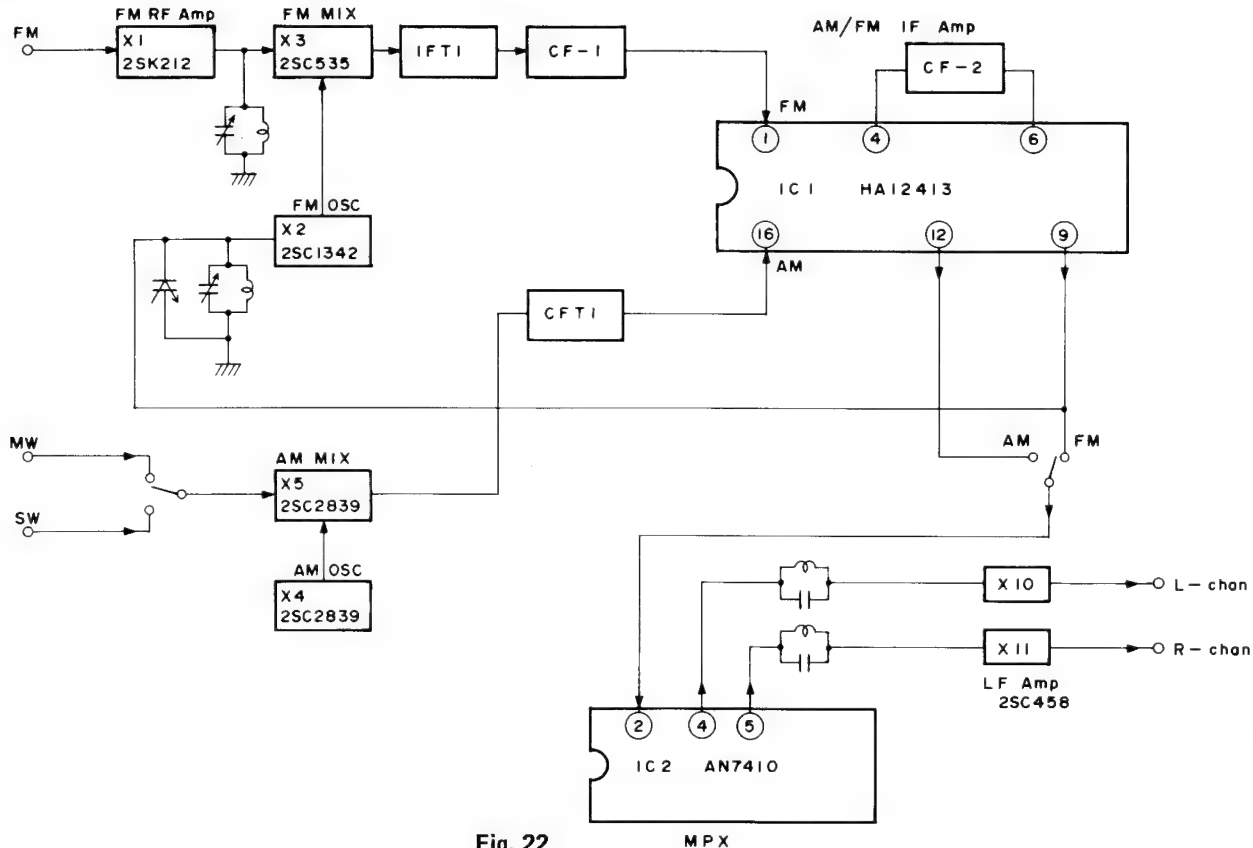 FM RF Amp
FM MIX
FM
X1
2SK212
X3
2SC535
IFT1
CF-1
AM/FM IF Amp
CF-2
FM
1
4
6
IC1 HA12413
16
12
9
AM
FM OSC
X2
2SC1342
CFT1
AM
FM
MW
SW
AM MIX
X5
2SC2839
AM OSC
X4
2SC2839
X10
L-chan
X11
R-chan
LF Amp
2SC458
2
4
5
IC2 AN7410
Fig. 22
MPX